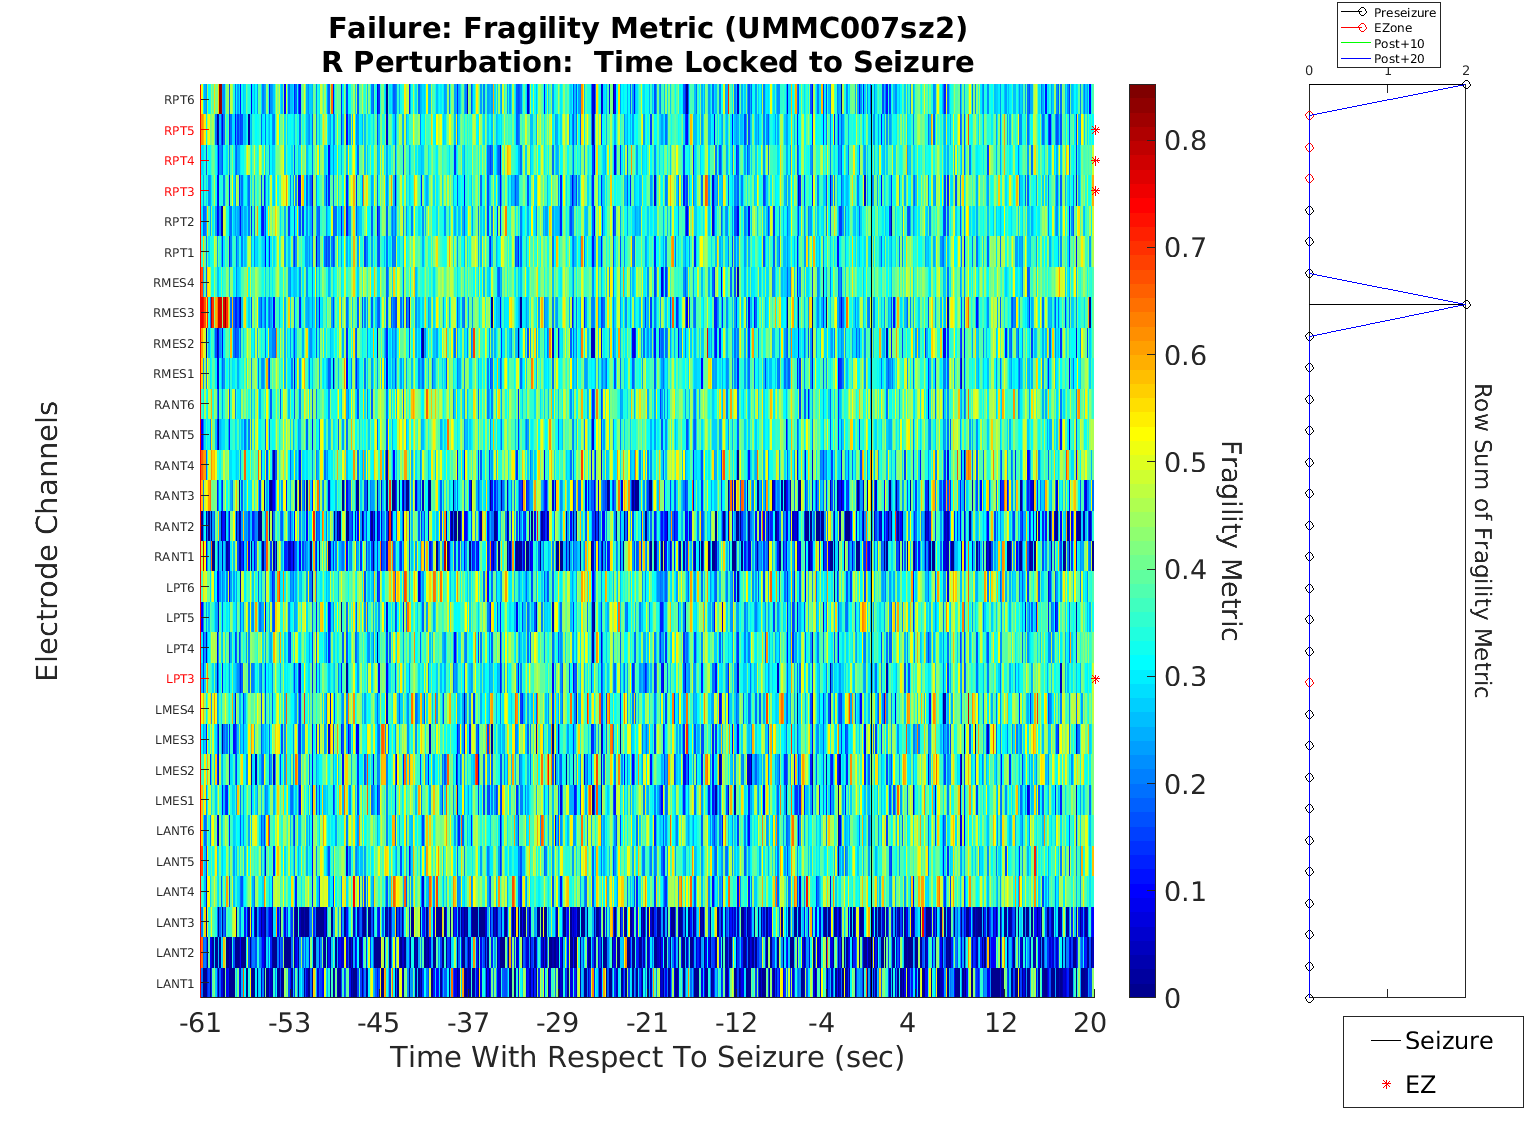 Failure: Fragility Metric (UMMC007sz2)
R Perturbation:  Time Locked to Seizure
Preseizure
EZone
Post+10
Post+20
0 1 2
RPT6
RPT5
RPT4
RPT3
RPT2
RPT1
RMES4
RMES3
RMES2
RMES1
RANT6
RANT5
RANT4
RANT3
RANT2
RANT1
LPT6
LPT5
LPT4
LPT3
LMES4
LMES3
LMES2
LMES1
LANT6
LANT5
LANT4
LANT3
LANT2
LANT1
Electrode Channels
-61 -53 -45 -37 -29 -21 -12 -4 4 12 20
Time With Respect To Seizure (sec)
0.8
0.7
0.6
0.5
0.4
0.3
0.2
0.1
0
Fragility Metric
Row Sum of Fragility Metric
Seizure
EZ